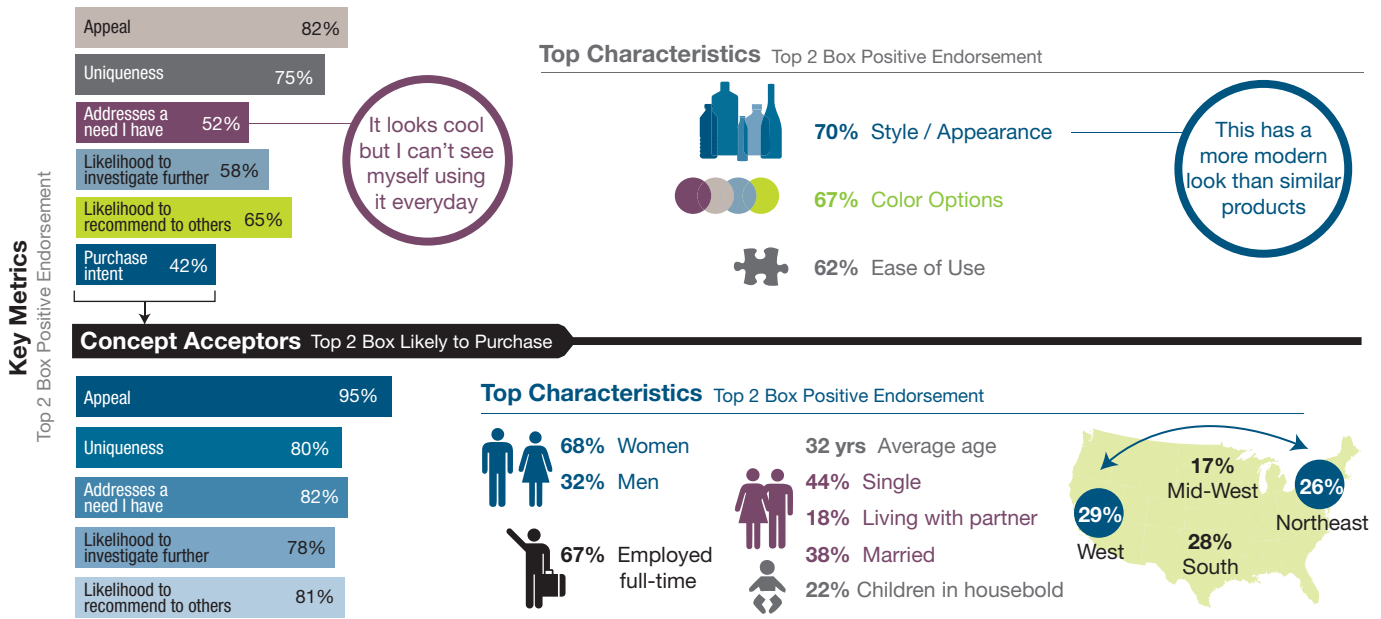 Key Metrics
Top 2 Box Positive Endorsement
Appeal 82%
Uniqueness 75%
Addresses a
need I have 52%
Likelihood to
investigate further 58%
Likelihood to
recommend to others 65%
Purchase
intent 42%
It looks cool
but I can't see
myself using
it everyday
Top Characteristics Top 2 Box Positive Endorsement
70% Style / Appearance
67% Color Options
62% Ease of Use
This has a
more modern
look than similar
products
Concept Acceptors Top 2 Box Likely to Purchase
Appeal 95%
Uniqueness 80%
Addresses a
need I have 82%
Likelihood to
investigate further 78%
Likelihood to
recommend to others 81%
Top Characteristics Top 2 Box Positive Endorsement
68% Women
32% Men
67% Employed
full-time
32 yrs Average age
44% Single
18% Living with partner
38% Married
22% Children in household
17%
Mid-West
26%
Northeast
29%
West
28%
South